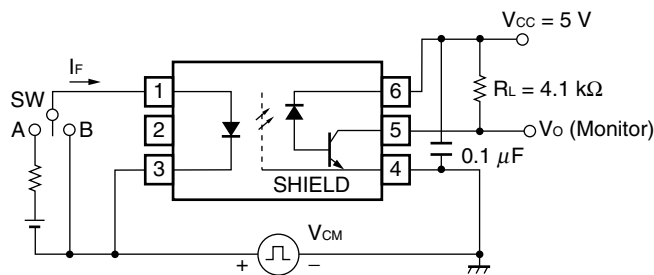 VCC = 5 V
IF
SW
A
B
1
2
3
6
5
4
SHIELD
RL = 4.1 kΩ
VO (Monitor)
0.1 μF
+
VCM
−